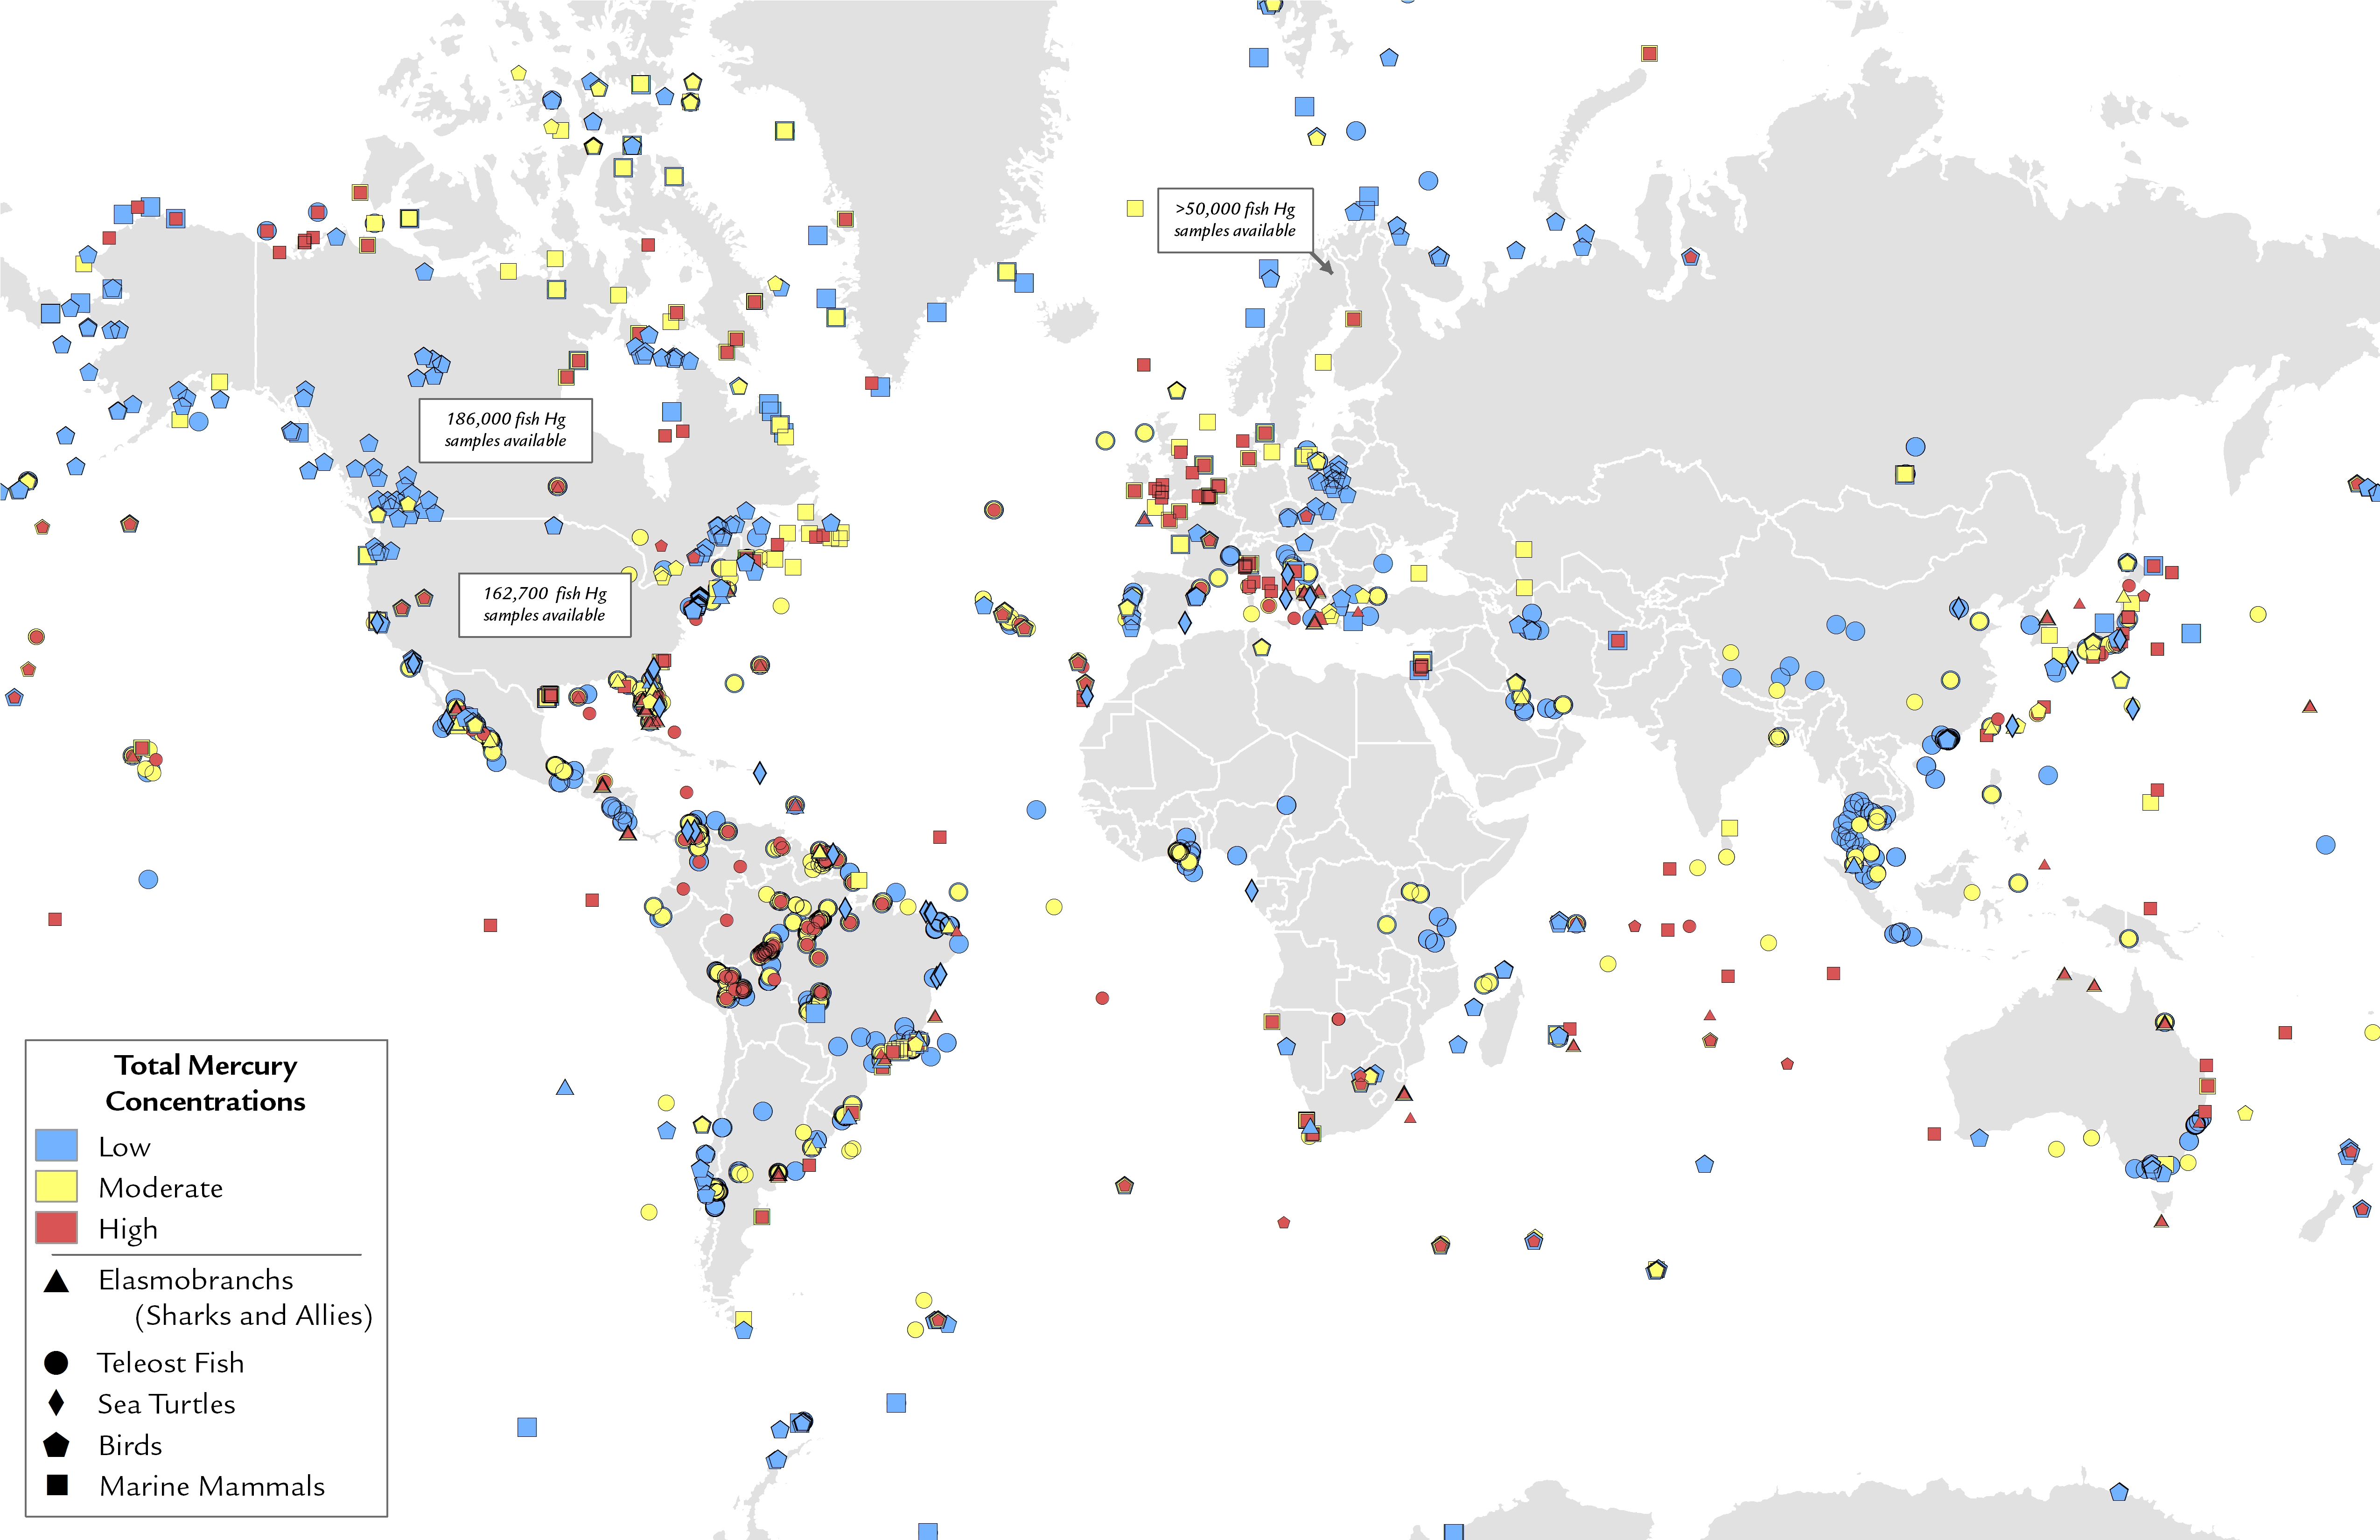 >50,000 fish Hg
samples available
186,000 fish Hg
samples available
162,700 fish Hg
samples available
Total Mercury
Concentrations
Low
Moderate
High
Elasmobranchs
(Sharks and Allies)
Teleost Fish
Sea Turtles
Birds
Marine Mammals